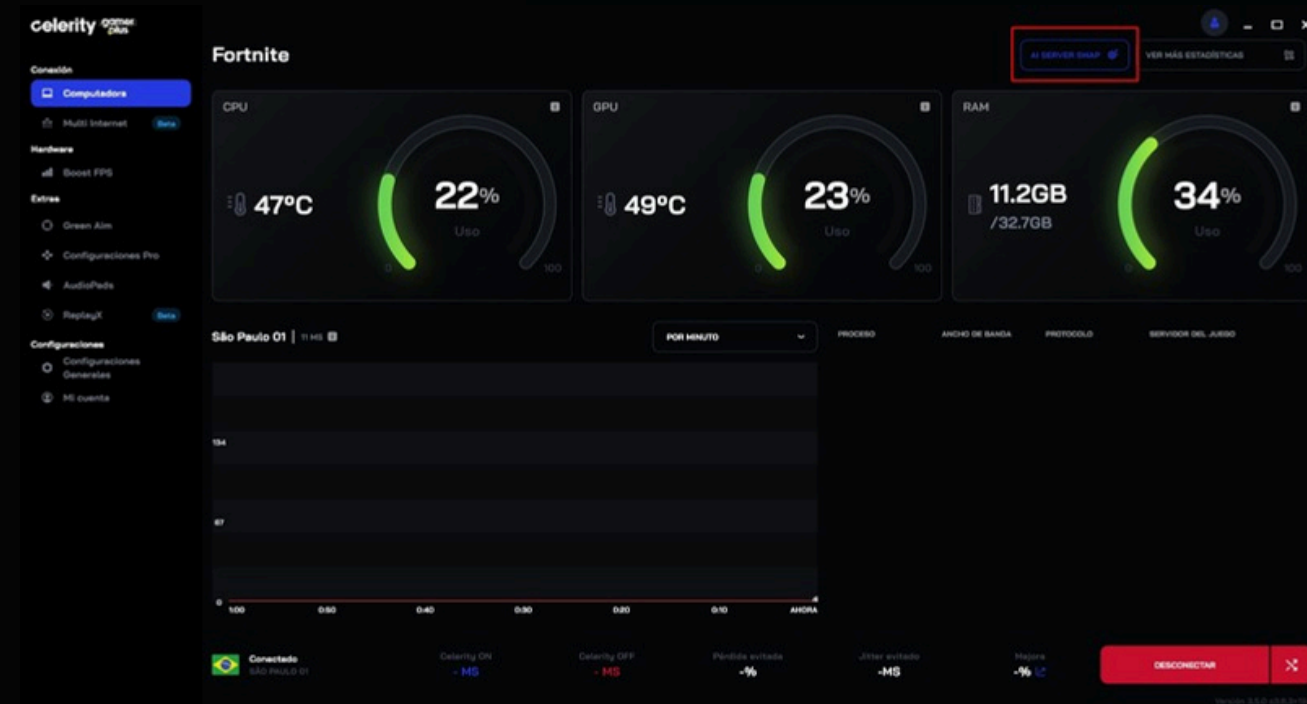 celerity gamer plus
Fortnite
AI SERVER SWAP
VER MÁS ESTADÍSTICAS
Conexión
Computadora
Multi Internet Beta
Hardware
Boost FPS
Extras
Green Aim
Configuraciones Pro
AudioPads
ReplayX Beta
Configuraciones
Configuraciones
Generales
Mi cuenta
CPU
47°C
22%
Uso
0 100
GPU
49°C
23%
Uso
0 100
RAM
11.2GB
/32.7GB
34%
Uso
0 100
São Paulo 01 | 11 MS
POR MINUTO
PROCESO ANCHO DE BANDA PROTOCOLO SERVIDOR DEL JUEGO
134
67
0
1:00 0:50 0:40 0:30 0:20 0:10 AHORA
Conectado
SÃO PAULO 01
Celerity ON
- MS
Celerity OFF
- MS
Pérdida evitada
-%
Jitter evitado
-MS
Mejora
-%
DESCONECTAR